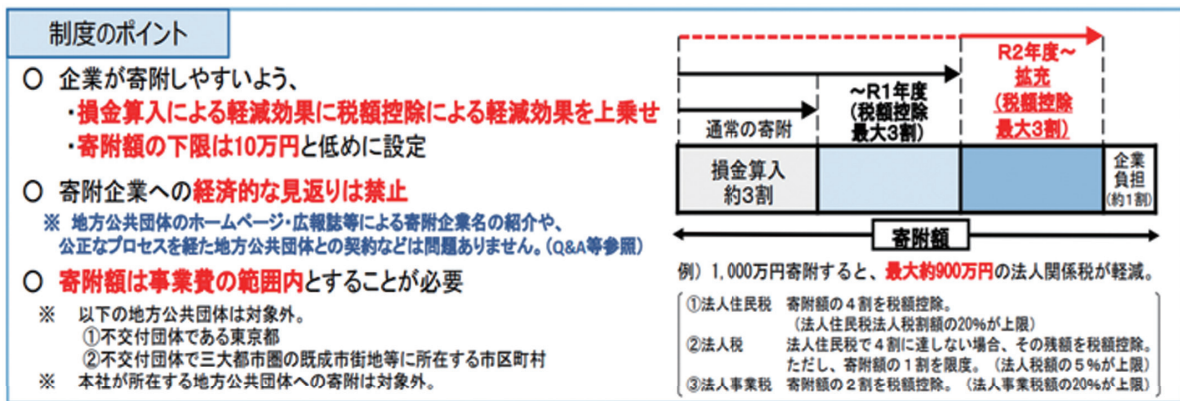 制度のポイント
〇 企業が寄附しやすいよう、
・損金算入による軽減効果に税額控除による軽減効果を上乗せ
・寄附額の下限は10万円と低めに設定
〇 寄附企業への経済的な見返りは禁止
※ 地方公共団体のホームページ・広報誌等による寄附企業名の紹介や、
公正なプロセスを経た地方公共団体との契約などは問題ありません。(Q&A等参照)
〇 寄附額は事業費の範囲内とすることが必要
※ 以下の地方公共団体は対象外。
①不交付団体である東京都
②不交付団体で三大都市圏の既成市街地等に所在する市区町村
※ 本社が所在する地方公共団体への寄附は対象外。
通常の寄附
～R1年度
(税額控除
最大3割)
R2年度～
拡充
(税額控除
最大3割)
損金算入
約3割
企業
負担
(約1割)
寄附額
例) 1,000万円寄附すると、最大約900万円の法人関係税が軽減。
①法人住民税 寄附額の4割を税額控除。
(法人住民税法人税割額の20%が上限)
②法人税 法人住民税で4割に達しない場合、その残額を税額控除。
ただし、寄附額の1割を限度。(法人税額の5%が上限)
③法人事業税 寄附額の2割を税額控除。(法人事業税額の20%が上限)